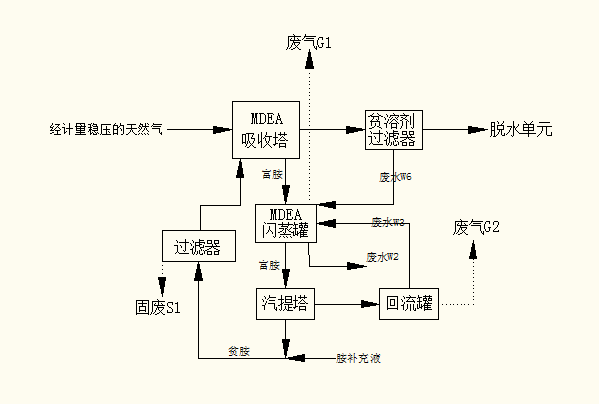 废气G1
经计量稳压的天然气
MDEA
吸收塔
贫溶剂
过滤器
脱水单元
富胺
废水W6
MDEA
闪蒸罐
废水W3
废气G2
过滤器
富胺
废水W2
固废S1
汽提塔
回流罐
贫胺
胺补充液